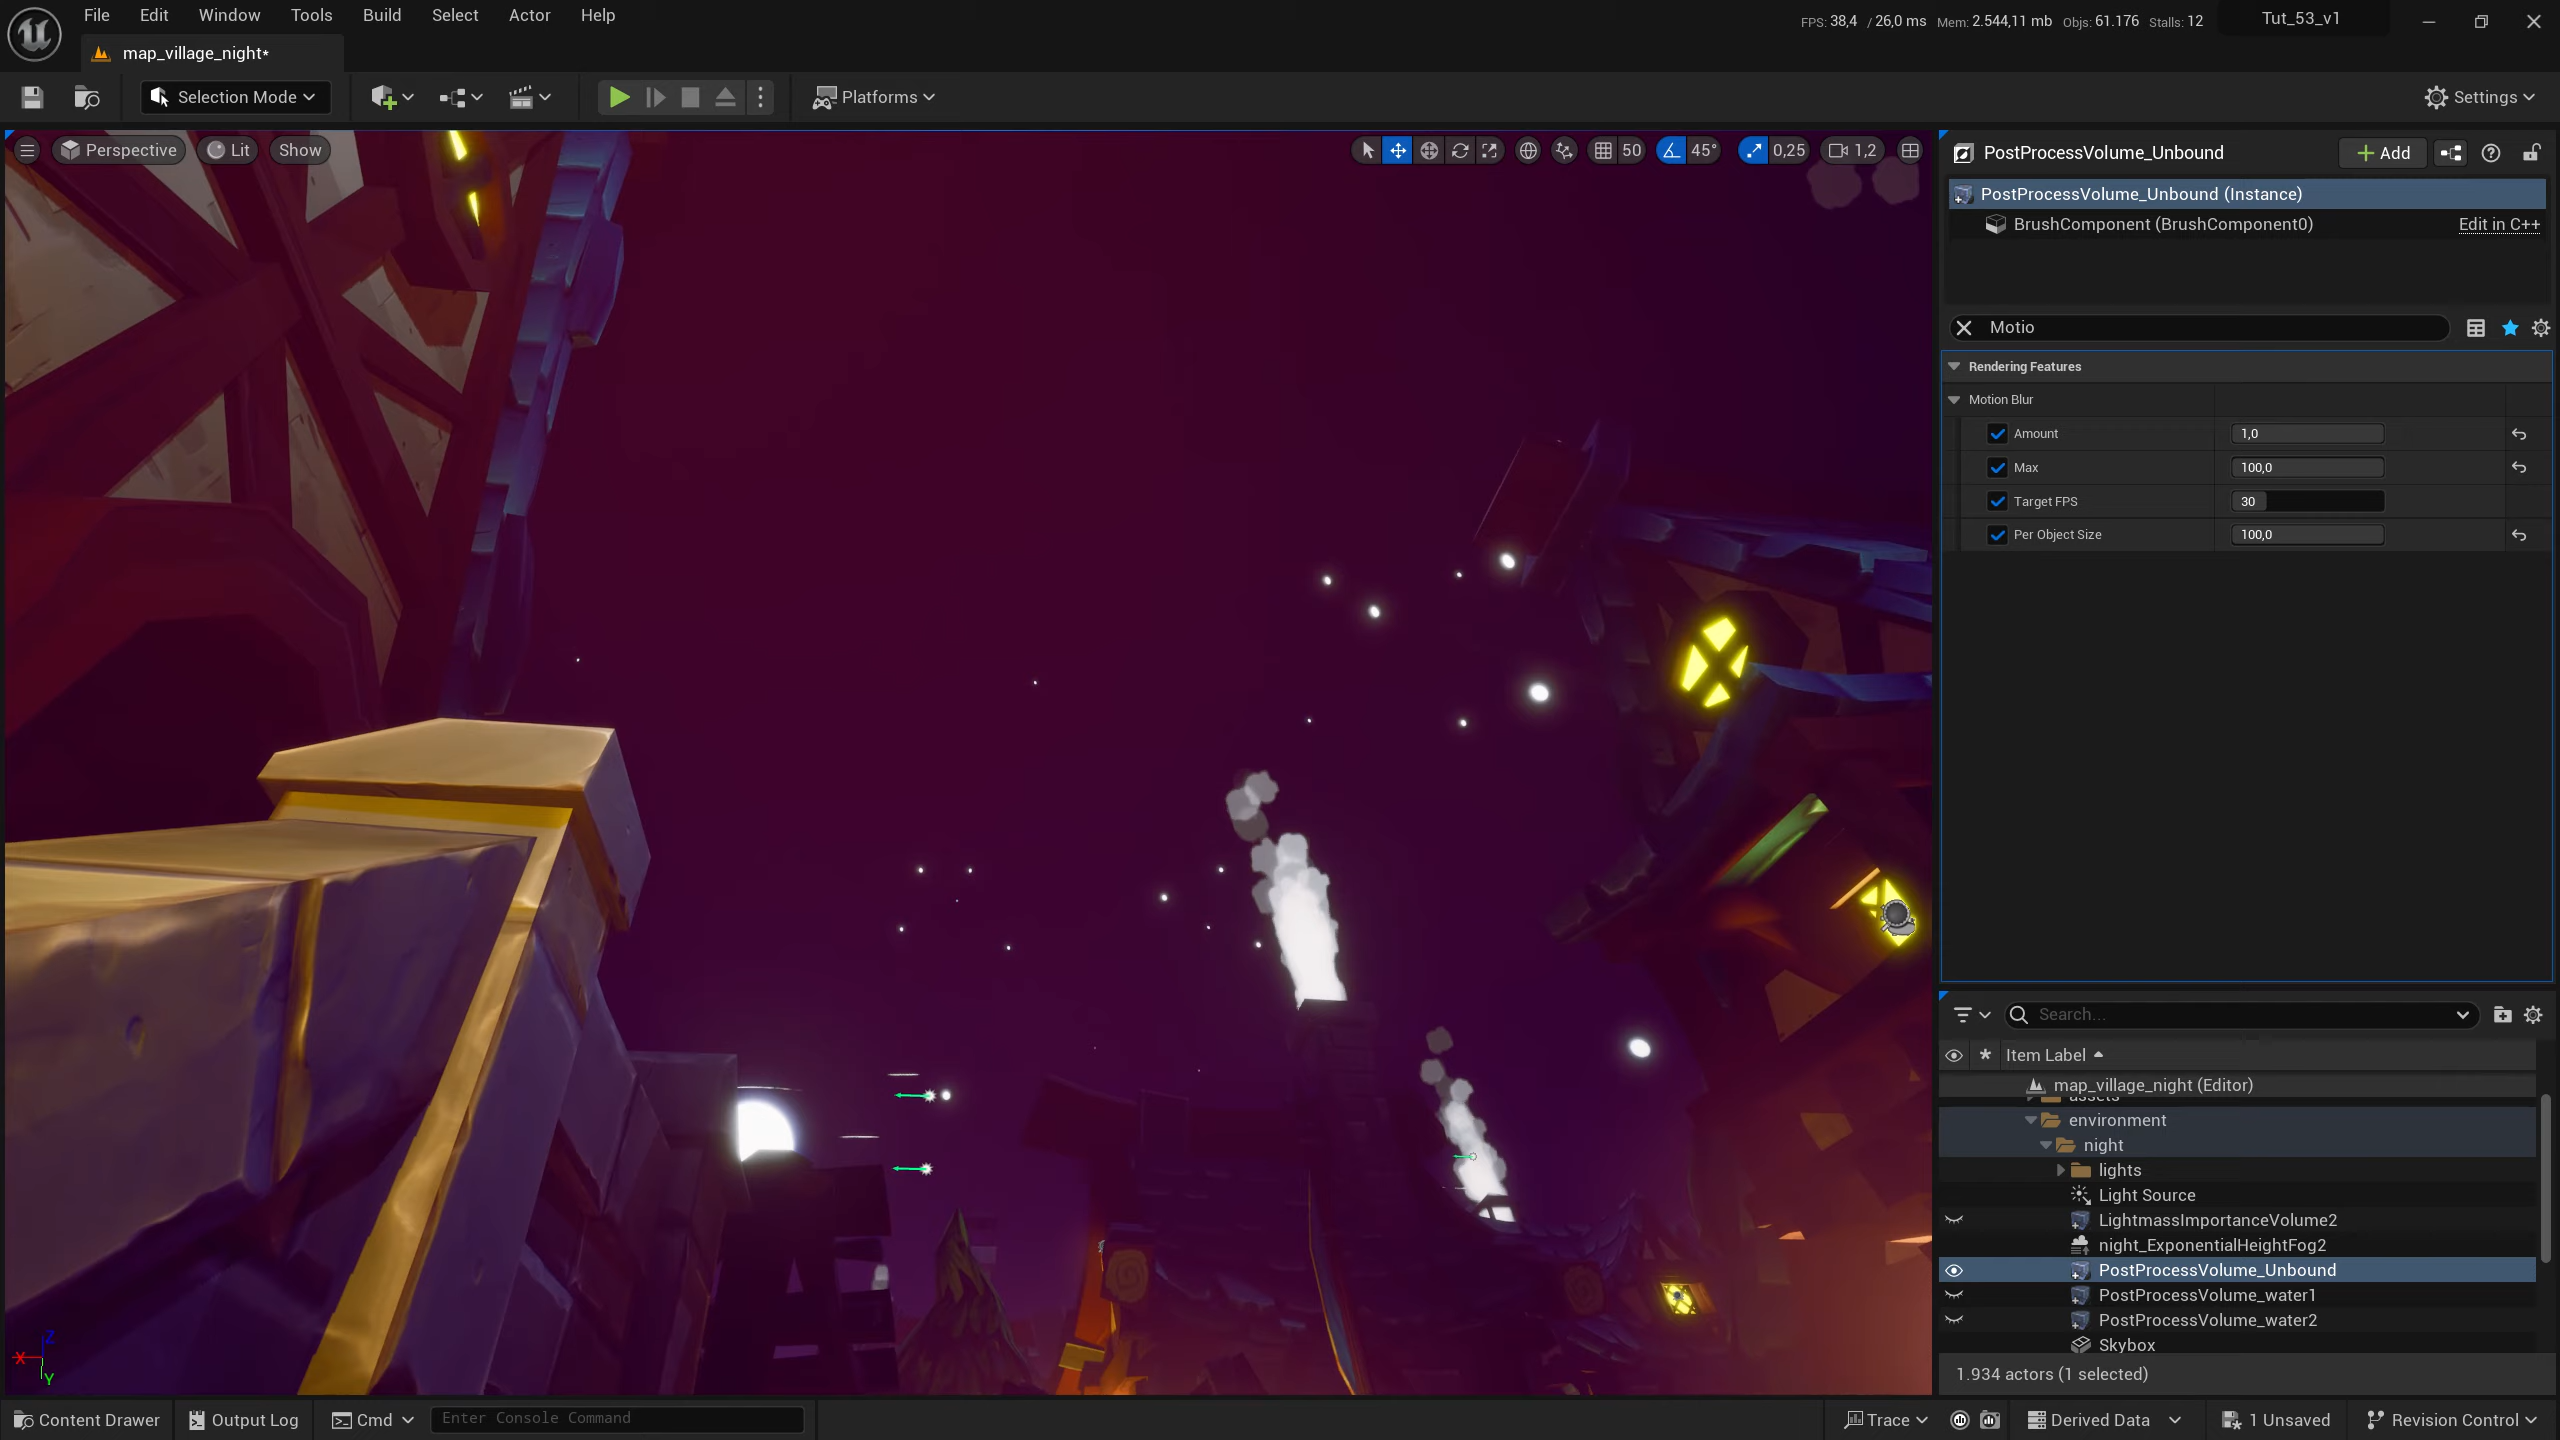 File Edit Window Tools Build Select Actor Help
FPS: 38,4 / 26,0 ms Mem: 2.544,11 mb Objs: 61.176 Stalls: 12
Tut_53_v1
map_village_night*
Selection Mode
Platforms
Settings
Perspective Lit Show
50 45° 0,25 1,2
Z
X
Y
PostProcessVolume_Unbound
Add
PostProcessVolume_Unbound (Instance)
BrushComponent (BrushComponent0) Edit in C++
Motio
Rendering Features
Motion Blur
Amount 1,0
Max 100,0
Target FPS 30
Per Object Size 100,0
Search...
* Item Label
map_village_night (Editor)
assets
environment
night
lights
Light Source
LightmassImportanceVolume2
night_ExponentialHeightFog2
PostProcessVolume_Unbound
PostProcessVolume_water1
PostProcessVolume_water2
Skybox
1.934 actors (1 selected)
Content Drawer Output Log Cmd Enter Console Command
Trace Derived Data 1 Unsaved Revision Control